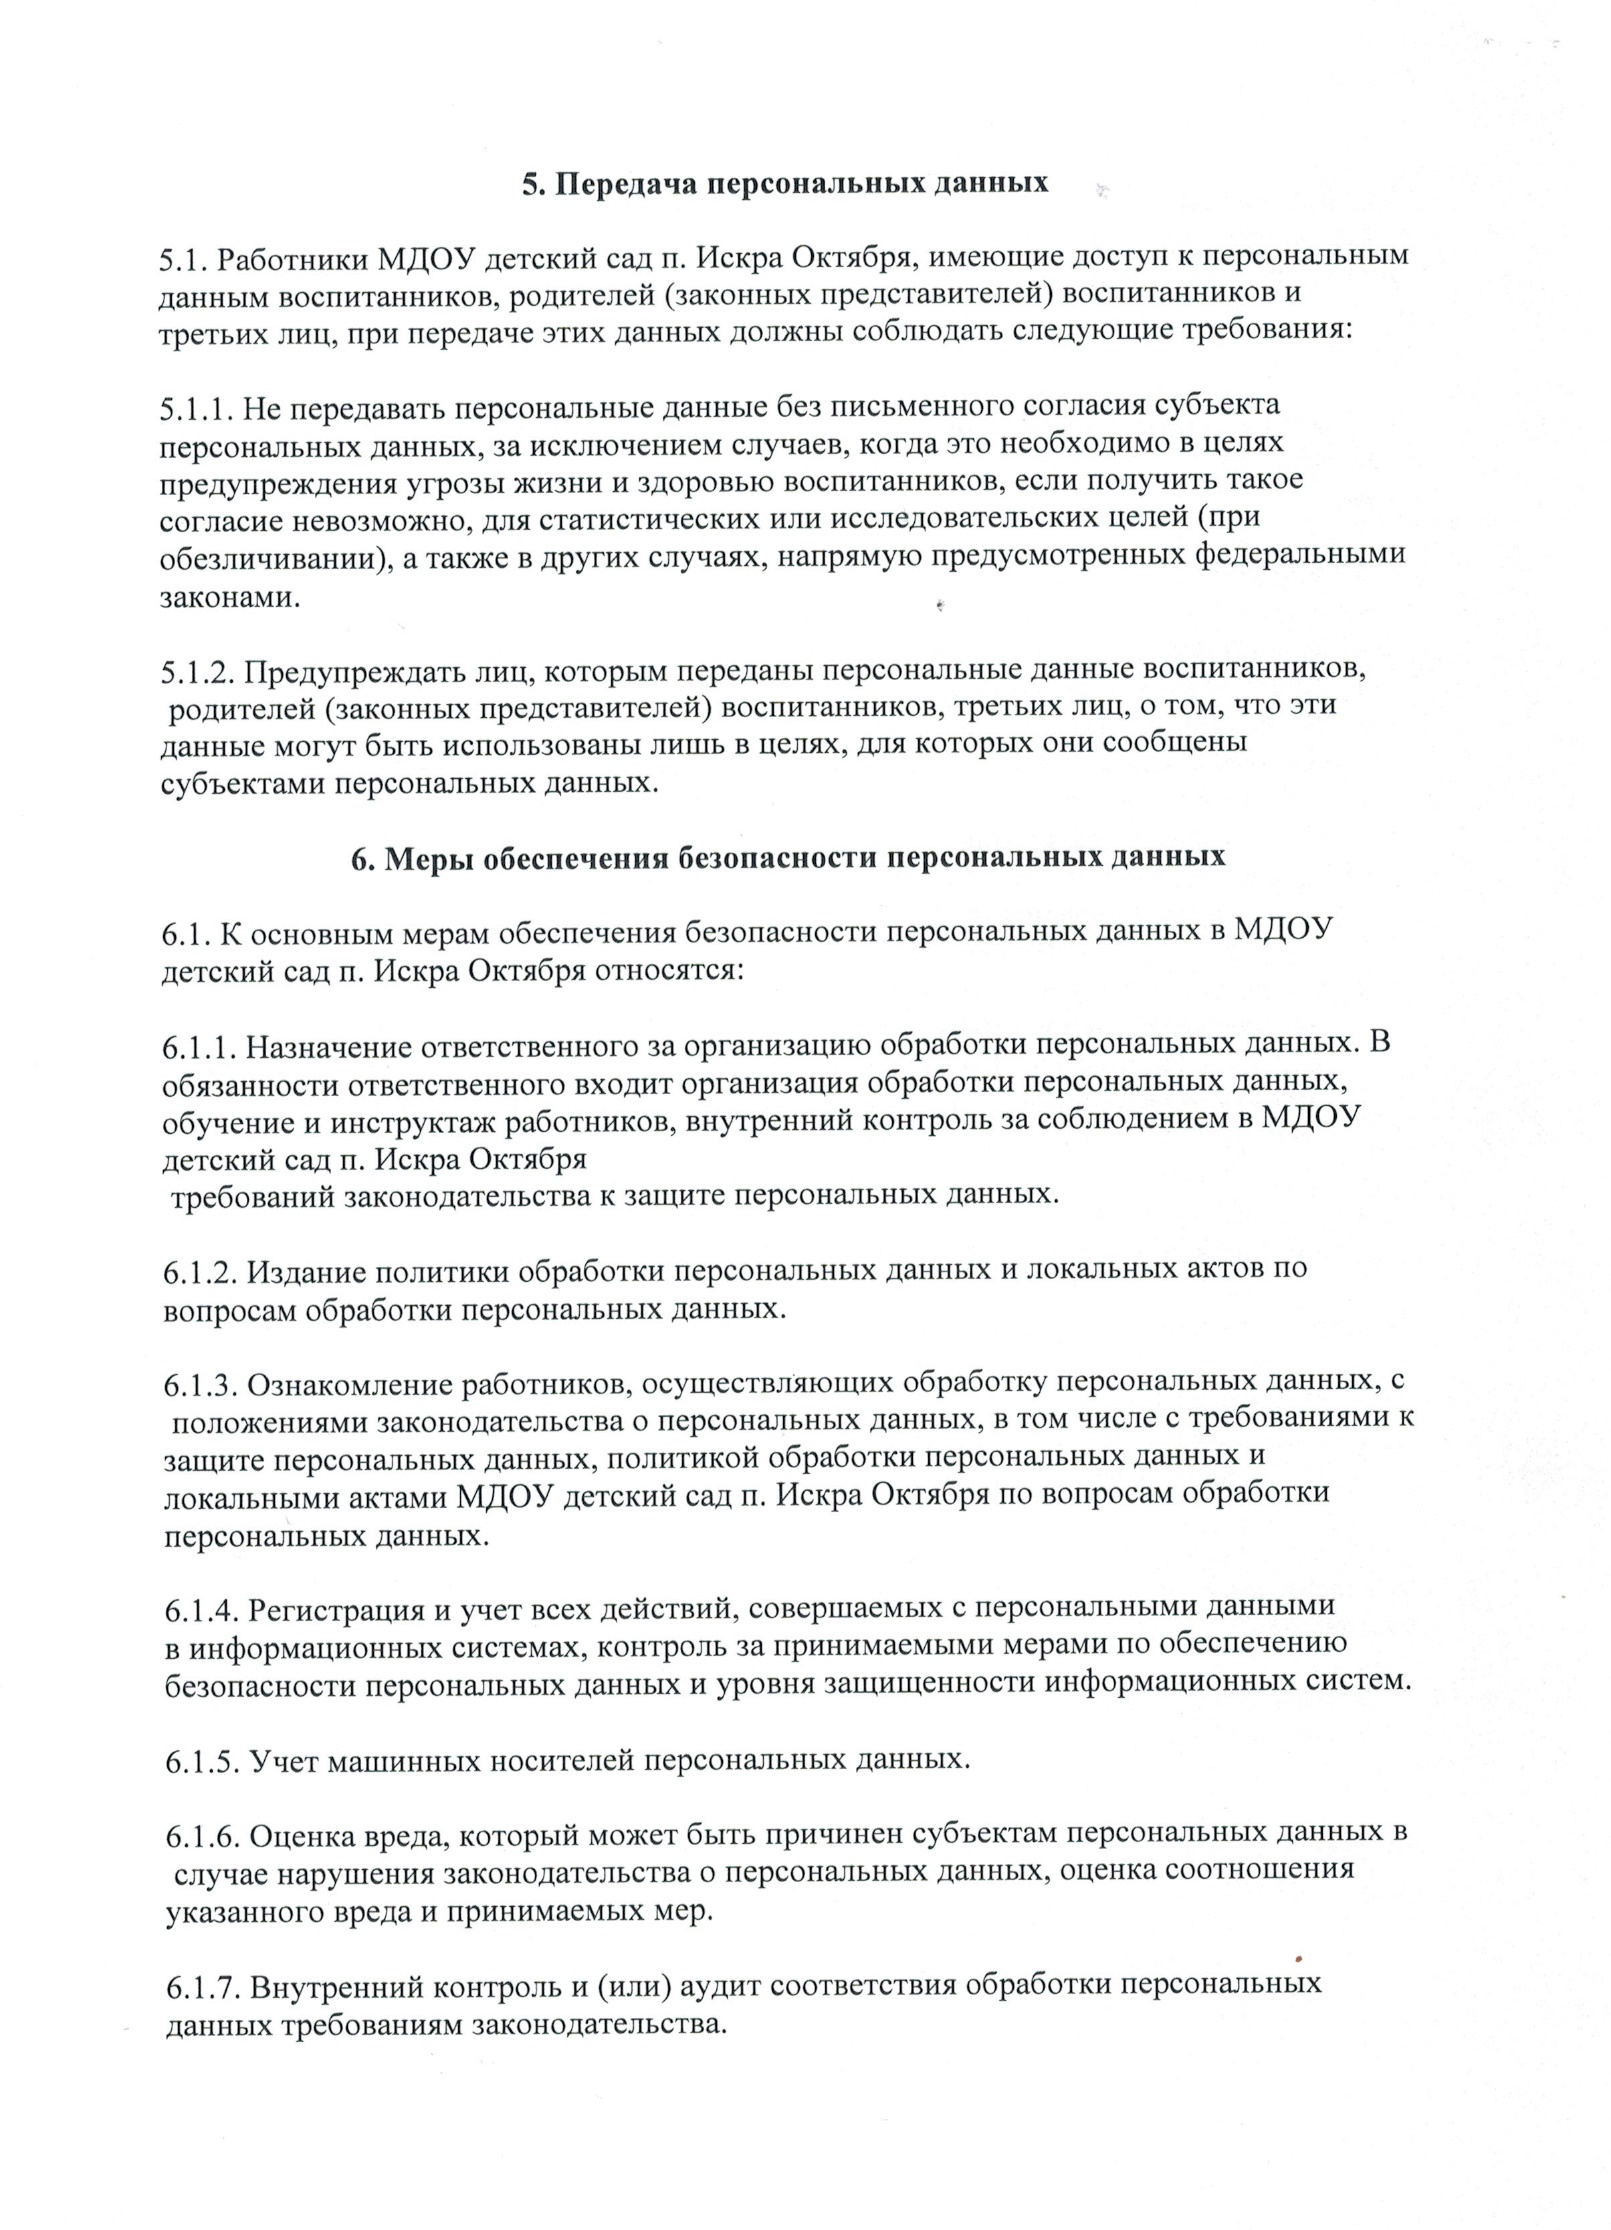 5. Передача персональных данных
5.1. Работники МДОУ детский сад п. Искра Октября, имеющие доступ к персональным
данным воспитанников, родителей (законных представителей) воспитанников и
третьих лиц, при передаче этих данных должны соблюдать следующие требования:
5.1.1. Не передавать персональные данные без письменного согласия субъекта
персональных данных, за исключением случаев, когда это необходимо в целях
предупреждения угрозы жизни и здоровью воспитанников, если получить такое
согласие невозможно, для статистических или исследовательских целей (при
обезличивании), а также в других случаях, напрямую предусмотренных федеральными
законами.
5.1.2. Предупреждать лиц, которым переданы персональные данные воспитанников,
родителей (законных представителей) воспитанников, третьих лиц, о том, что эти
данные могут быть использованы лишь в целях, для которых они сообщены
субъектами персональных данных.
6. Меры обеспечения безопасности персональных данных
6.1. К основным мерам обеспечения безопасности персональных данных в МДОУ
детский сад п. Искра Октября относятся:
6.1.1. Назначение ответственного за организацию обработки персональных данных. В
обязанности ответственного входит организация обработки персональных данных,
обучение и инструктаж работников, внутренний контроль за соблюдением в МДОУ
детский сад п. Искра Октября
требований законодательства к защите персональных данных.
6.1.2. Издание политики обработки персональных данных и локальных актов по
вопросам обработки персональных данных.
6.1.3. Ознакомление работников, осуществляющих обработку персональных данных, с
положениями законодательства о персональных данных, в том числе с требованиями к
защите персональных данных, политикой обработки персональных данных и
локальными актами МДОУ детский сад п. Искра Октября по вопросам обработки
персональных данных.
6.1.4. Регистрация и учет всех действий, совершаемых с персональными данными
в информационных системах, контроль за принимаемыми мерами по обеспечению
безопасности персональных данных и уровня защищенности информационных систем.
6.1.5. Учет машинных носителей персональных данных.
6.1.6. Оценка вреда, который может быть причинен субъектам персональных данных в
случае нарушения законодательства о персональных данных, оценка соотношения
указанного вреда и принимаемых мер.
6.1.7. Внутренний контроль и (или) аудит соответствия обработки персональных
данных требованиям законодательства.